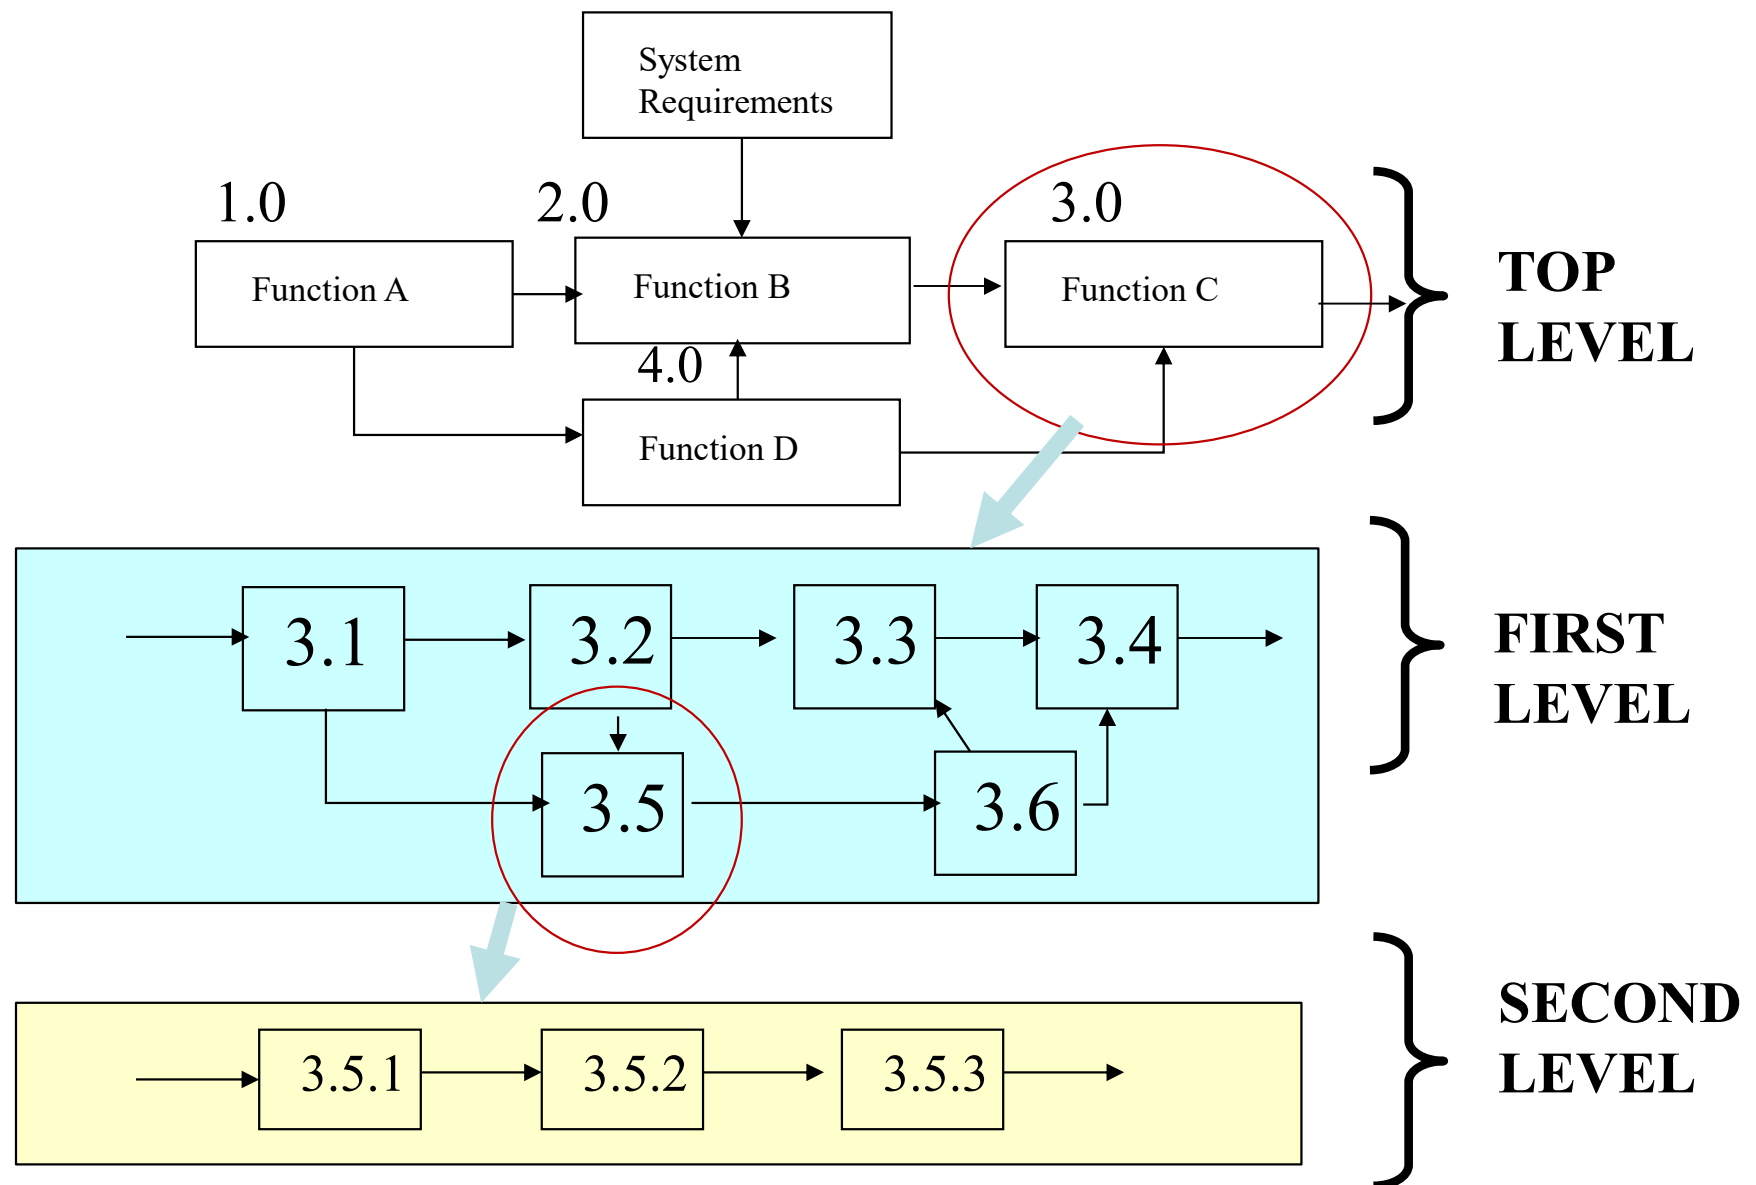 System
Requirements
1.0
2.0
3.0
Function A
Function B
Function C
TOP
LEVEL
4.0
Function D
3.1
3.2
3.3
3.4
FIRST
LEVEL
3.5
3.6
SECOND
LEVEL
3.5.1
3.5.2
3.5.3